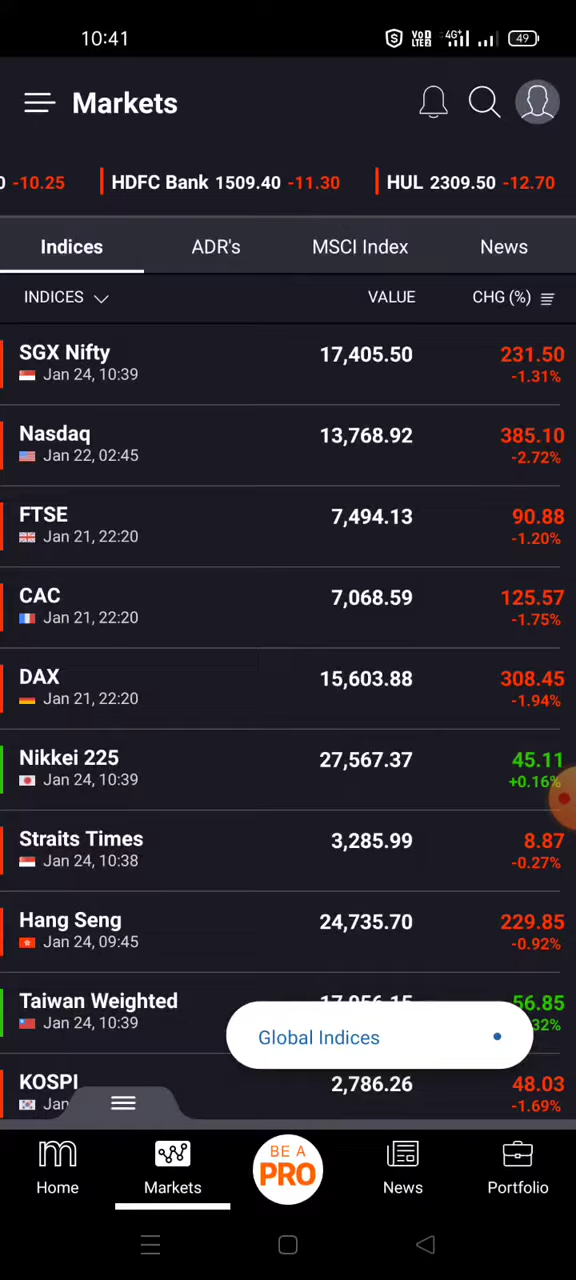 10:41
VoD LTE2 4G+ 49
Markets
0 -10.25 HDFC Bank 1509.40 -11.30 HUL 2309.50 -12.70
Indices ADR's MSCI Index News
INDICES VALUE CHG (%)
SGX Nifty 17,405.50 231.50
Jan 24, 10:39 -1.31%
Nasdaq 13,768.92 385.10
Jan 22, 02:45 -2.72%
FTSE 7,494.13 90.88
Jan 21, 22:20 -1.20%
CAC 7,068.59 125.57
Jan 21, 22:20 -1.75%
DAX 15,603.88 308.45
Jan 21, 22:20 -1.94%
Nikkei 225 27,567.37 45.11
Jan 24, 10:39 +0.16%
Straits Times 3,285.99 8.87
Jan 24, 10:38 -0.27%
Hang Seng 24,735.70 229.85
Jan 24, 09:45 -0.92%
Taiwan Weighted 56.85
Jan 24, 10:39 32%
Global Indices
KOSPI 2,786.26 48.03
Jan -1.69%
BE A
PRO
Home Markets News Portfolio